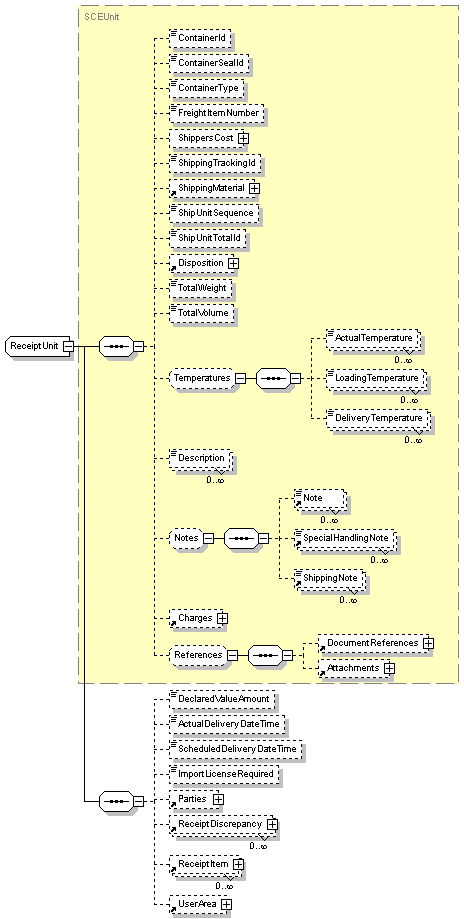 SCEUnit
ContainerId
ContainerSealId
ContainerType
FreightItemNumber
ShippersCost
ShippingTrackingId
ShippingMaterial
ShipUnitSequence
ShipUnitTotalId
Disposition
TotalWeight
TotalVolume
ReceiptUnit
Temperatures
ActualTemperature
0..∞
LoadingTemperature
0..∞
DeliveryTemperature
0..∞
Description
0..∞
Notes
Note
0..∞
SpecialHandlingNote
0..∞
ShippingNote
0..∞
Charges
References
DocumentReferences
Attachments
DeclaredValueAmount
ActualDeliveryDateTime
ScheduledDeliveryDateTime
ImportLicenseRequired
Parties
ReceiptDiscrepancy
0..∞
ReceiptItem
0..∞
UserArea